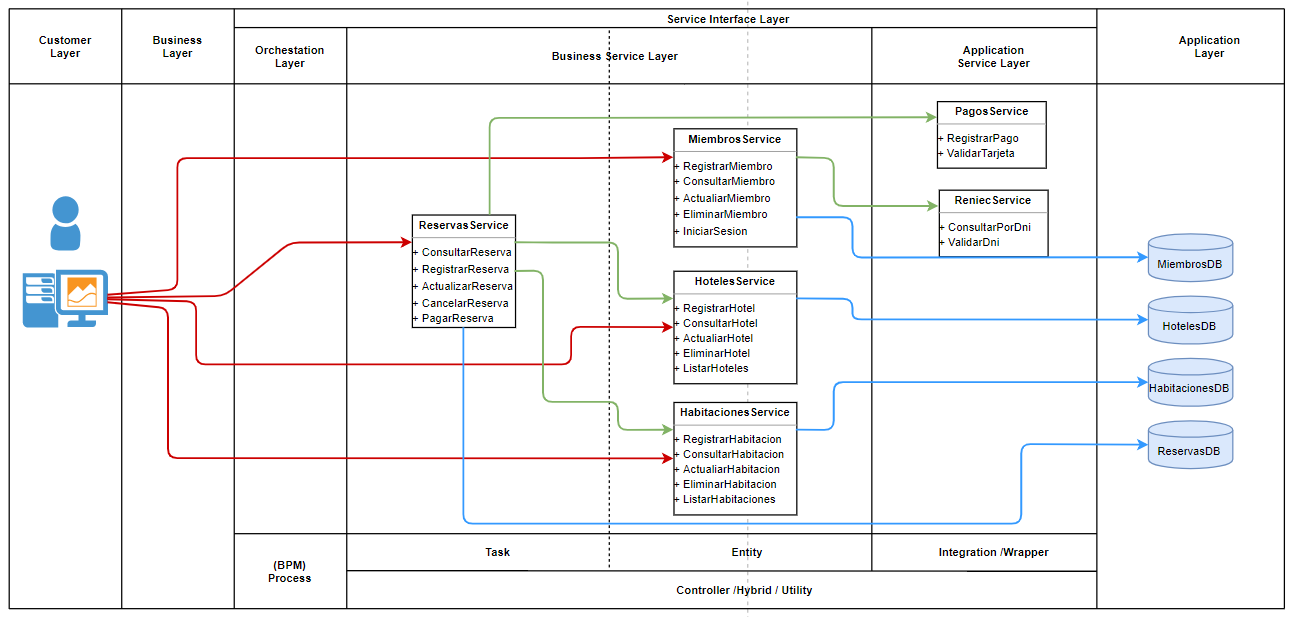 Service Interface Layer
Customer
Layer
Business
Layer
Orchestation
Layer
Business Service Layer
Application
Service Layer
Application
Layer
PagosService
+ RegistrarPago
+ ValidarTarjeta
MiembrosService
+ RegistrarMiembro
+ ConsultarMiembro
+ ActualiarMiembro
+ EliminarMiembro
+ IniciarSesion
ReniecService
+ ConsultarPorDni
+ ValidarDni
ReservasService
+ ConsultarReserva
+ RegistrarReserva
+ ActualizarReserva
+ CancelarReserva
+ PagarReserva
HotelesService
+ RegistrarHotel
+ ConsultarHotel
+ ActualiarHotel
+ EliminarHotel
+ ListarHoteles
HabitacionesService
+ RegistrarHabitacion
+ ConsultarHabitacion
+ ActualiarHabitacion
+ EliminarHabitacion
+ ListarHabitaciones
MiembrosDB
HotelesDB
HabitacionesDB
ReservasDB
(BPM)
Process
Task
Entity
Integration /Wrapper
Controller /Hybrid / Utility